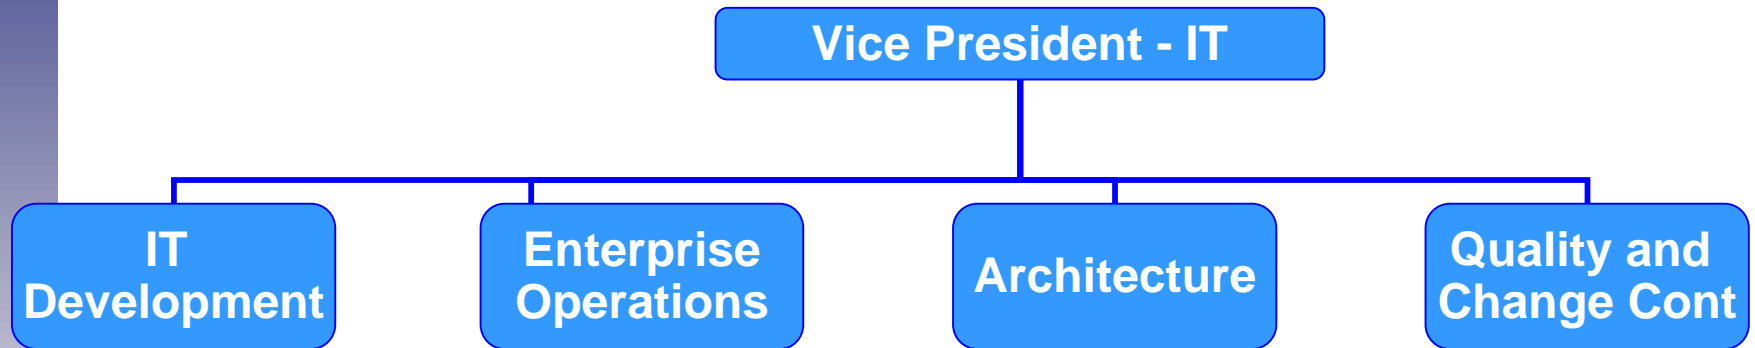 Vice President - IT
IT
Development
Enterprise
Operations
Architecture
Quality and
Change Cont